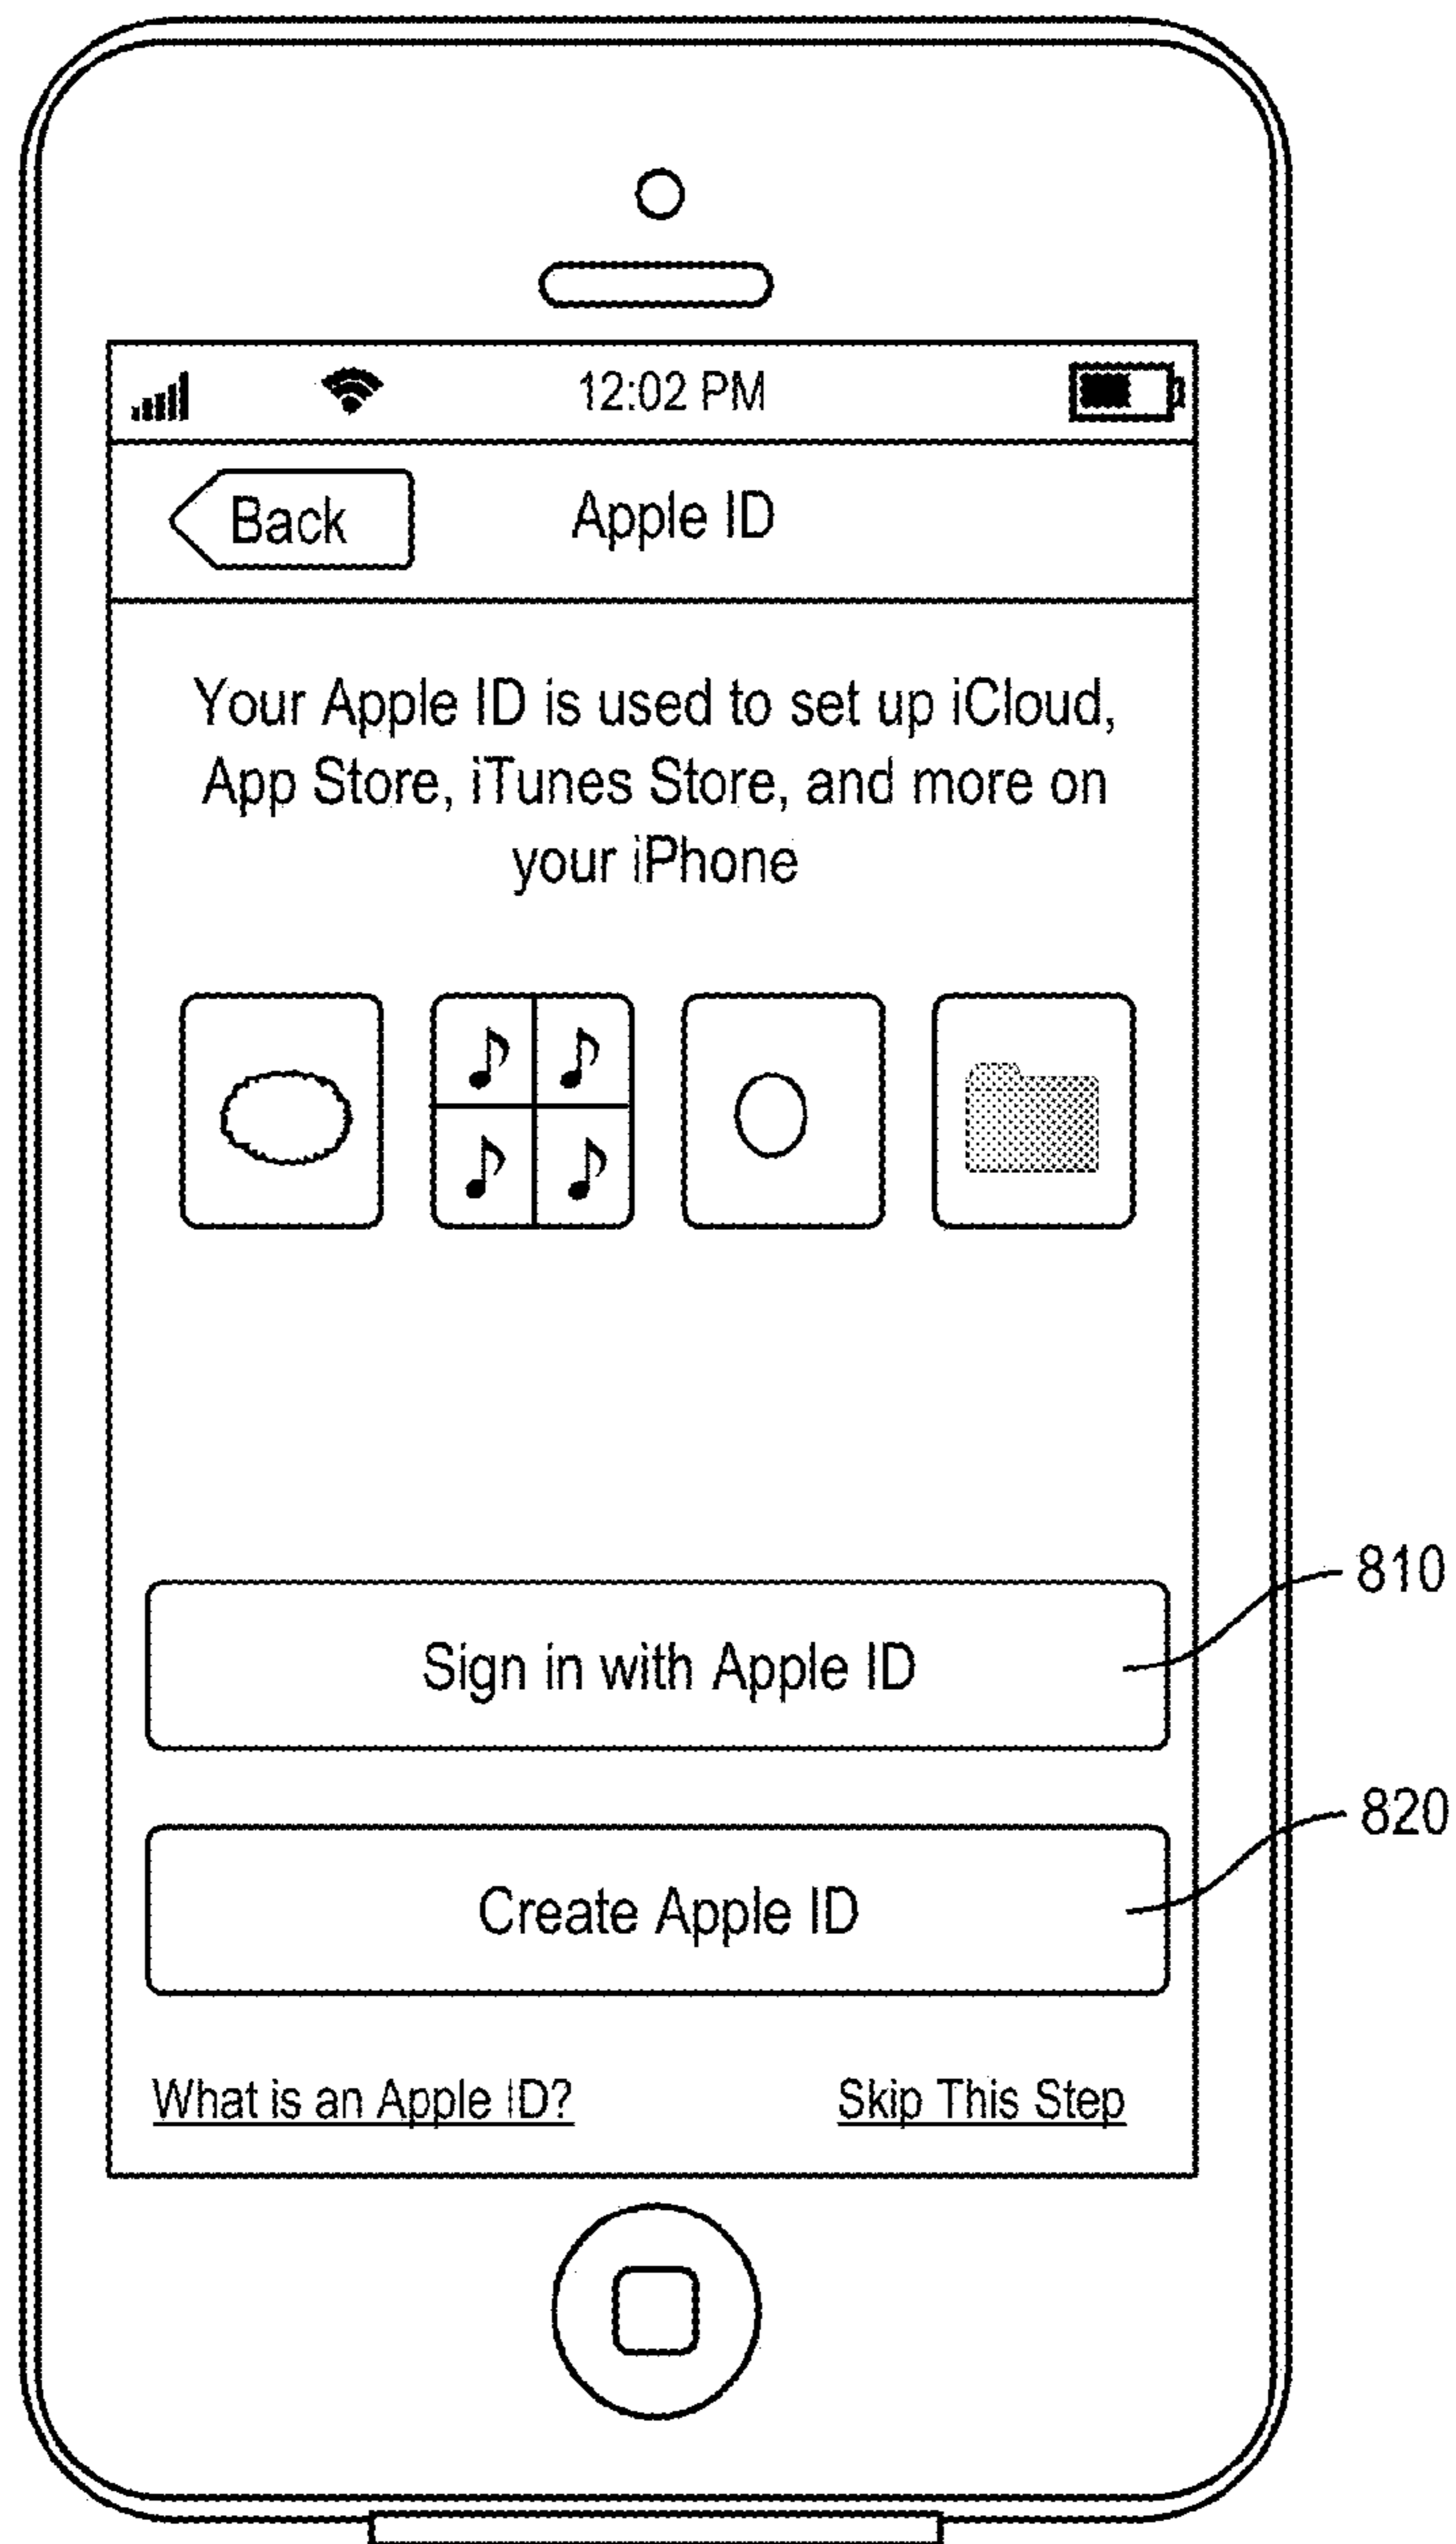 12:02 PM
Back
Apple ID
Your Apple ID is used to set up iCloud,
App Store, iTunes Store, and more on
your iPhone
810
Sign in with Apple ID
820
Create Apple ID
What is an Apple ID?
Skip This Step